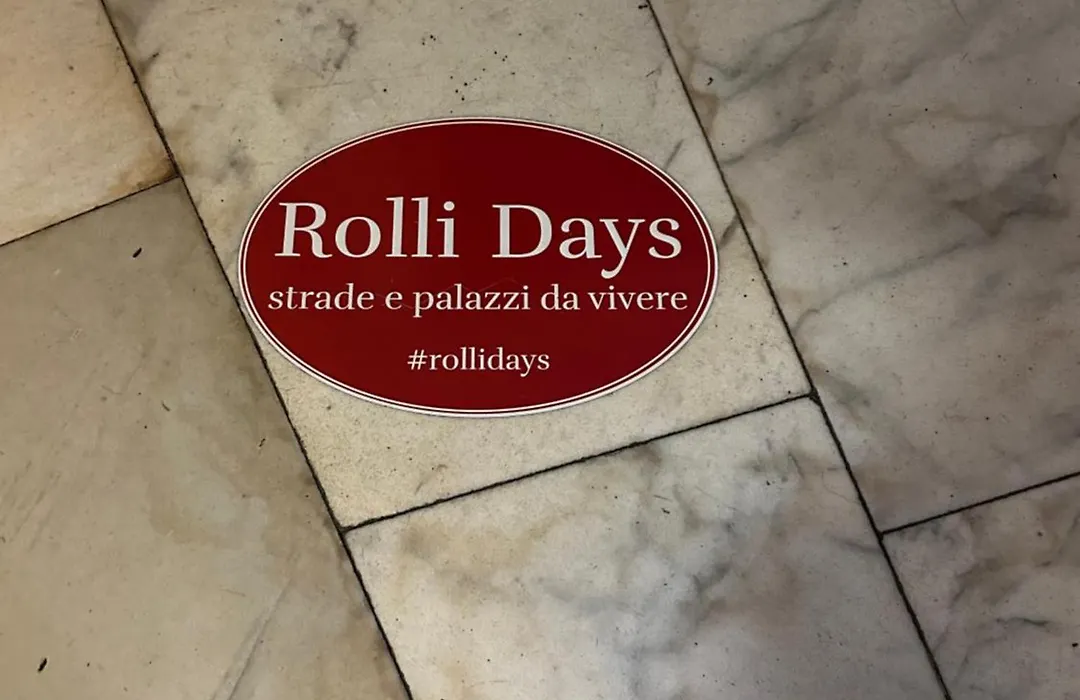 Rolli Days
strade e palazzi da vivere
#rollidays